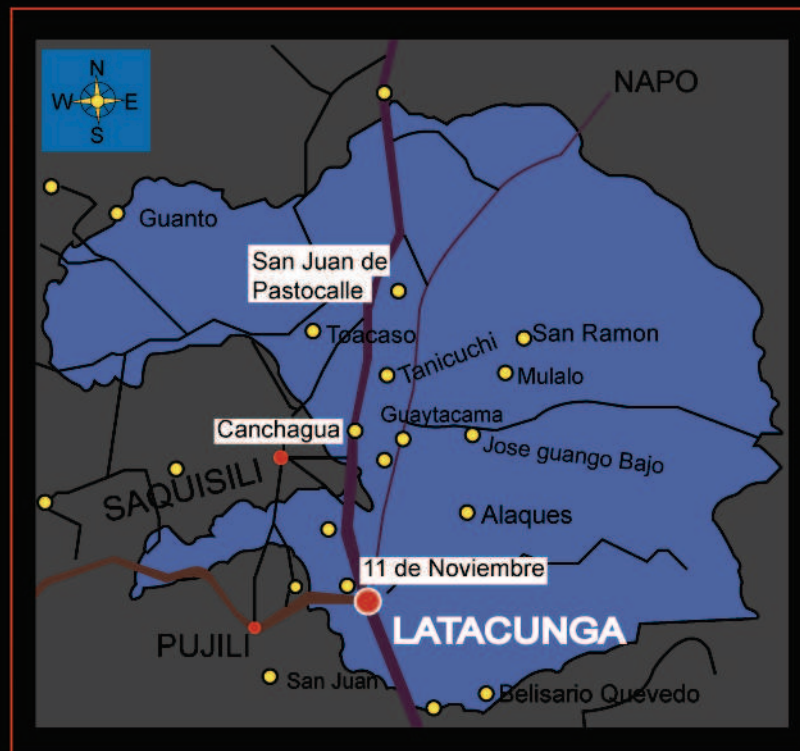 N
W E
S
NAPO
Guanto
San Juan de
Pastocalle
Toacaso
Tanicuchi
San Ramon
Mulalo
Guaytacama
Canchagua
Jose guango Bajo
SAQUISILI
Alaques
11 de Noviembre
LATACUNGA
PUJILI
San Juan
Belisario Quevedo